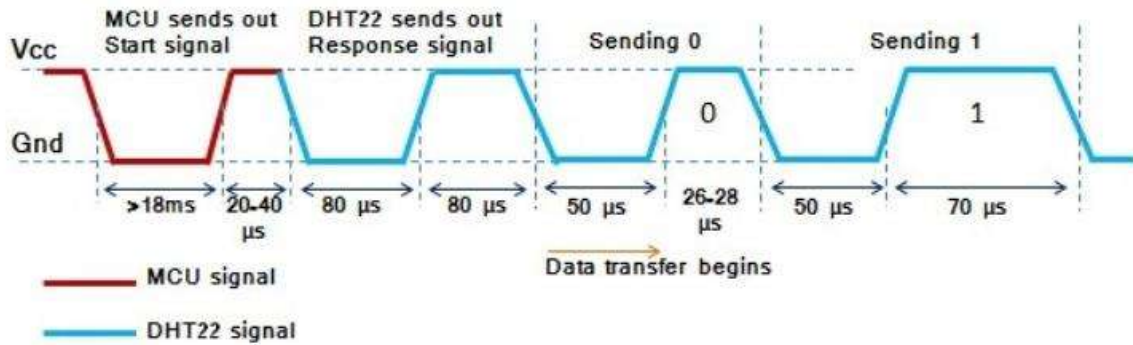 MCU sends out
Start signal
DHT22 sends out
Response signal
Sending 0
Sending 1
Vcc
0
1
Gnd
>18ms
20-40
µs
80 µs
80 µs
50 µs
26-28
µs
50 µs
70 µs
Data transfer begins
MCU signal
DHT22 signal